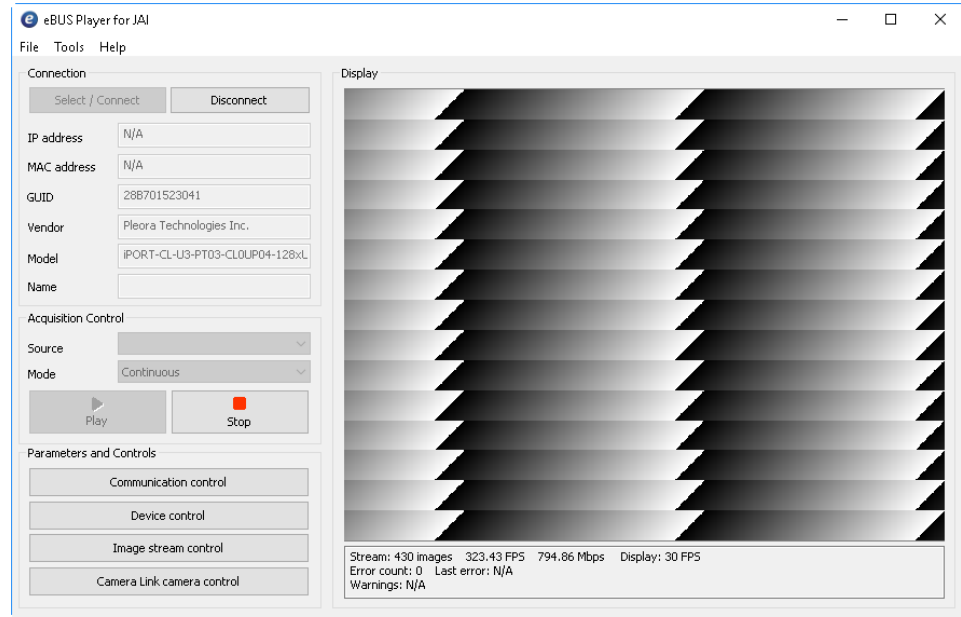 eBUS Player for JAI
File Tools Help
Connection
Select / Connect Disconnect
IP address N/A
MAC address N/A
GUID 28B701523041
Vendor Pleora Technologies Inc.
Model iPORT-CL-U3-PT03-CL0UP04-128xL
Name
Acquisition Control
Source
Mode Continuous
Play Stop
Parameters and Controls
Communication control
Device control
Image stream control
Camera Link camera control
Display
Stream: 430 images 323.43 FPS 794.86 Mbps Display: 30 FPS
Error count: 0 Last error: N/A
Warnings: N/A